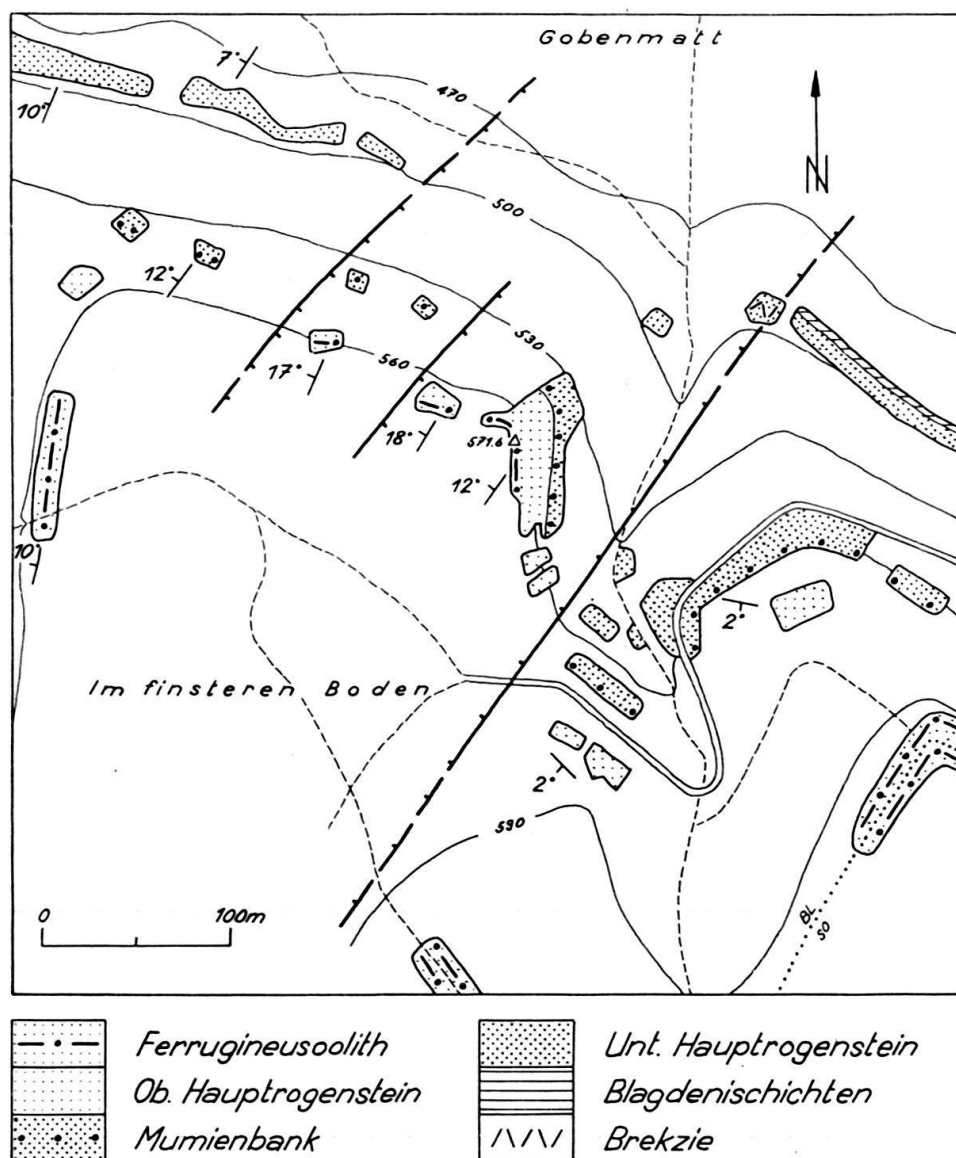 Gobenmatt
7°
470
10°
N
500
12°
530
17°
560
18°
571.6
12°
10°
2°
Im finsteren Boden
2°
590
0 100m
BL
SO
Ferrugineusoolith
Ob. Hauptrogenstein
Mumienbank
Unt. Hauptrogenstein
Blagdenischichten
Brekzie